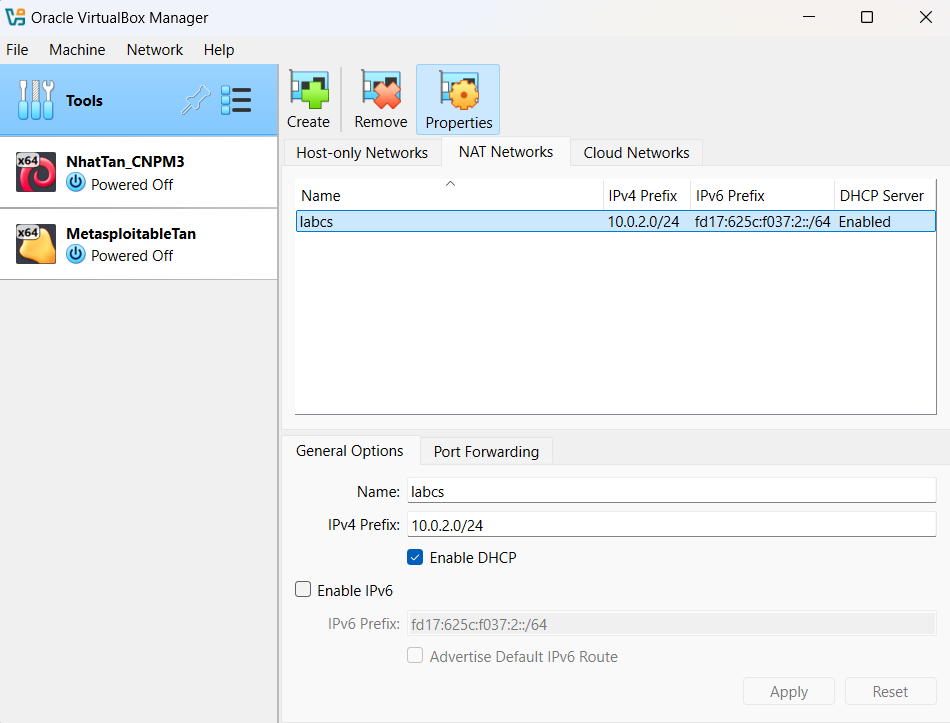 Oracle VirtualBox Manager
File Machine Network Help
Tools
x64 NhatTan_CNPM3
Powered Off
x64 MetasploitableTan
Powered Off
Create Remove Properties
Host-only Networks NAT Networks Cloud Networks
Name IPv4 Prefix IPv6 Prefix DHCP Server
labcs 10.0.2.0/24 fd17:625c:f037:2::/64 Enabled
General Options Port Forwarding
Name: labcs
IPv4 Prefix: 10.0.2.0/24
Enable DHCP
Enable IPv6
IPv6 Prefix: fd17:625c:f037:2::/64
Advertise Default IPv6 Route
Apply Reset